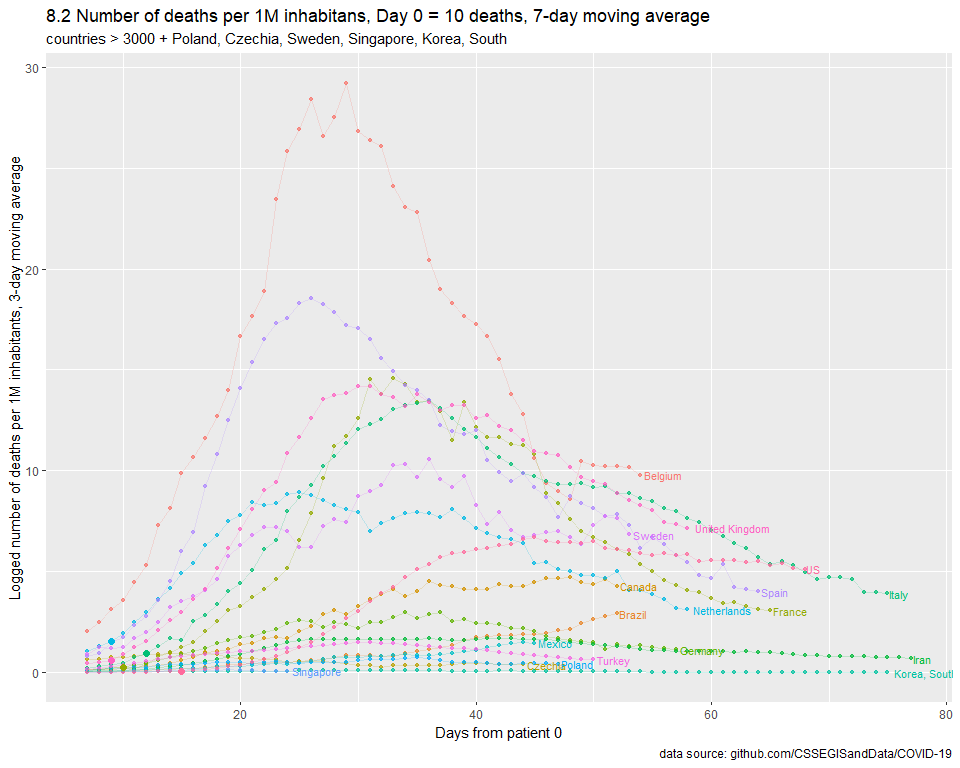 8.2 Number of deaths per 1M inhabitans, Day 0 = 10 deaths, 7-day moving average
countries > 3000 + Poland, Czechia, Sweden, Singapore, Korea, South
Logged number of deaths per 1M inhabitants, 3-day moving average
30
20
10
0
Belgium
United Kingdom
Sweden
US
Canada
Spain
Italy
Netherlands
France
Brazil
Mexico
Germany
Turkey
Iran
Czechia
Poland
Singapore
Korea, South
20
40
60
80
Days from patient 0
data source: github.com/CSSEGISandData/COVID-19